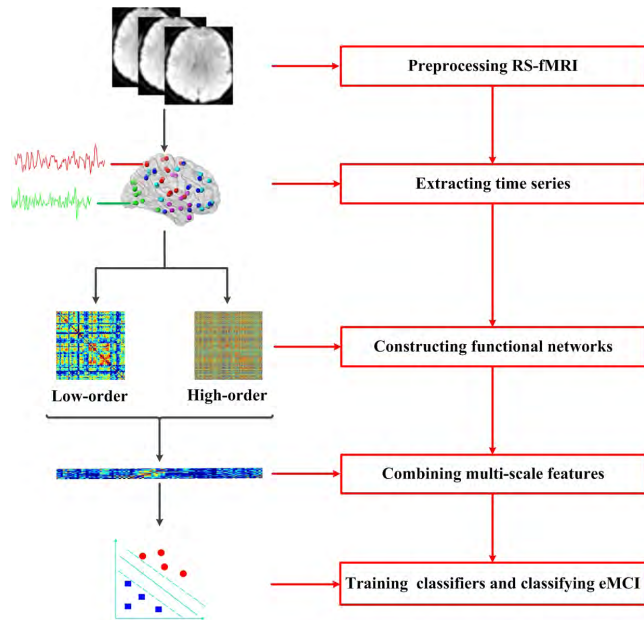 Preprocessing RS-fMRI
Extracting time series
Constructing functional networks
Low-order
High-order
Combining multi-scale features
Training classifiers and classifying eMCI